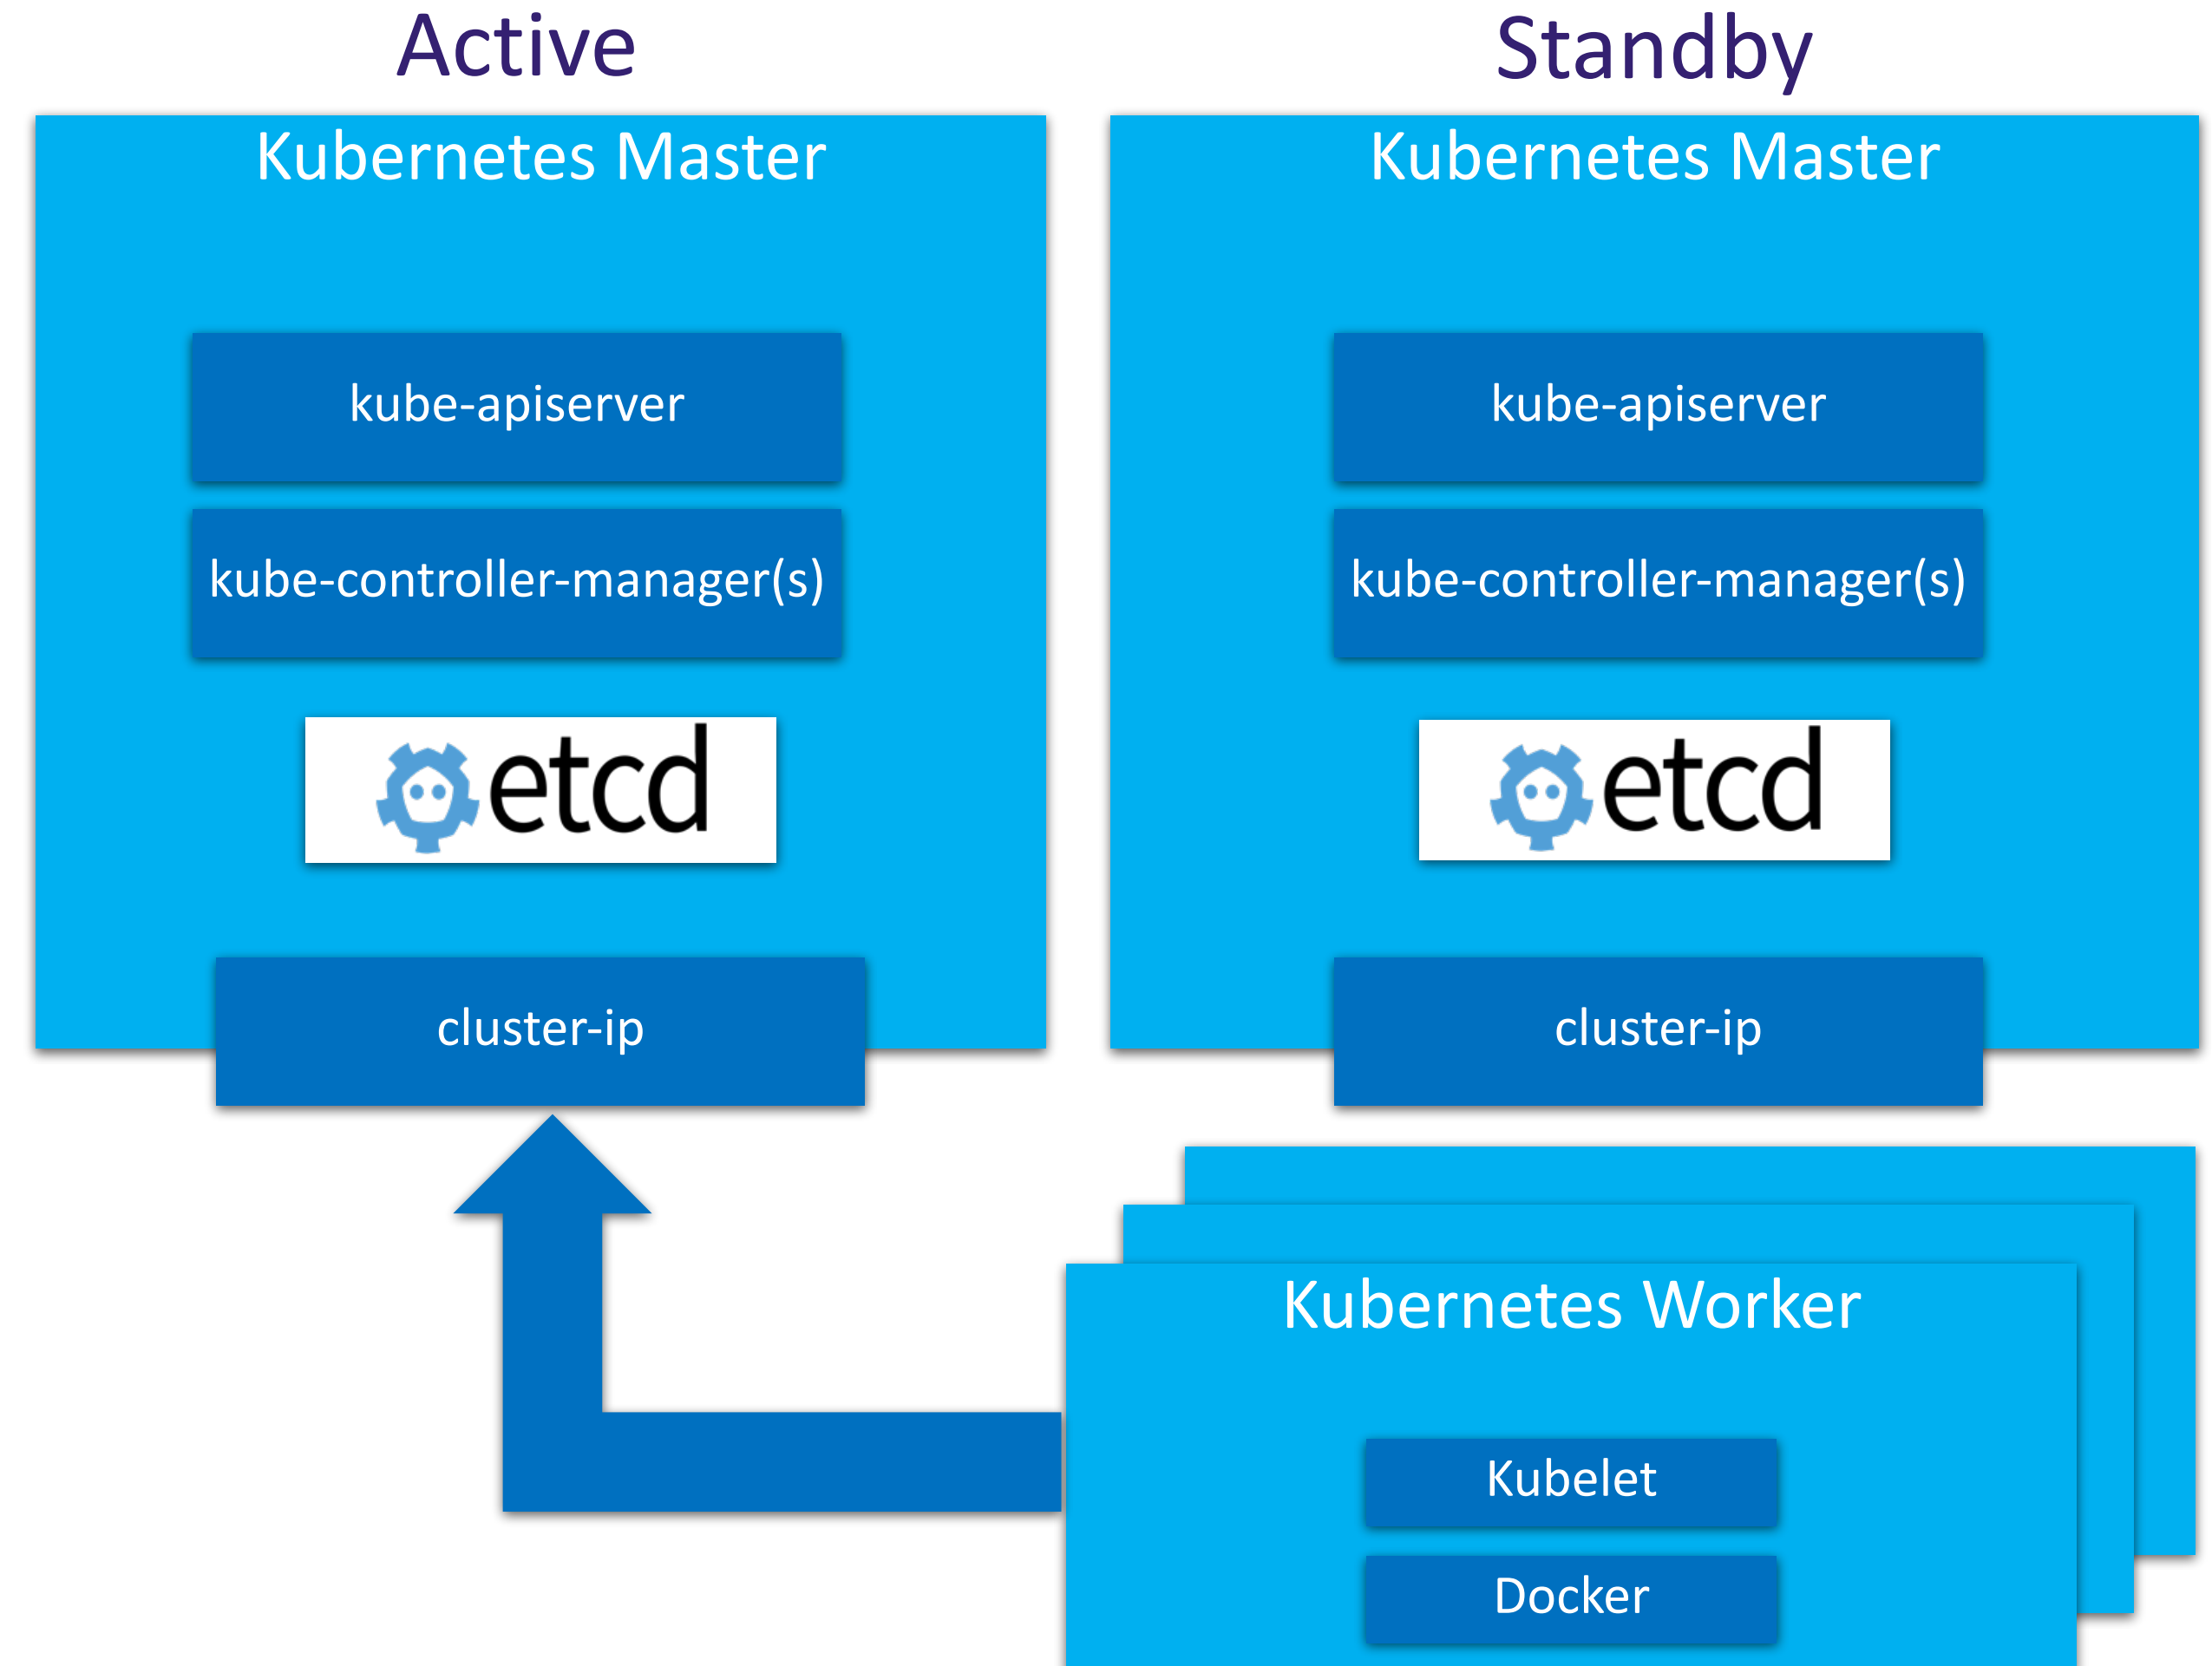 Active
Standby
Kubernetes Master
Kubernetes Master
kube-apiserver
kube-apiserver
kube-controller-manager(s)
kube-controller-manager(s)
etcd
etcd
cluster-ip
cluster-ip
Kubernetes Worker
Kubelet
Docker